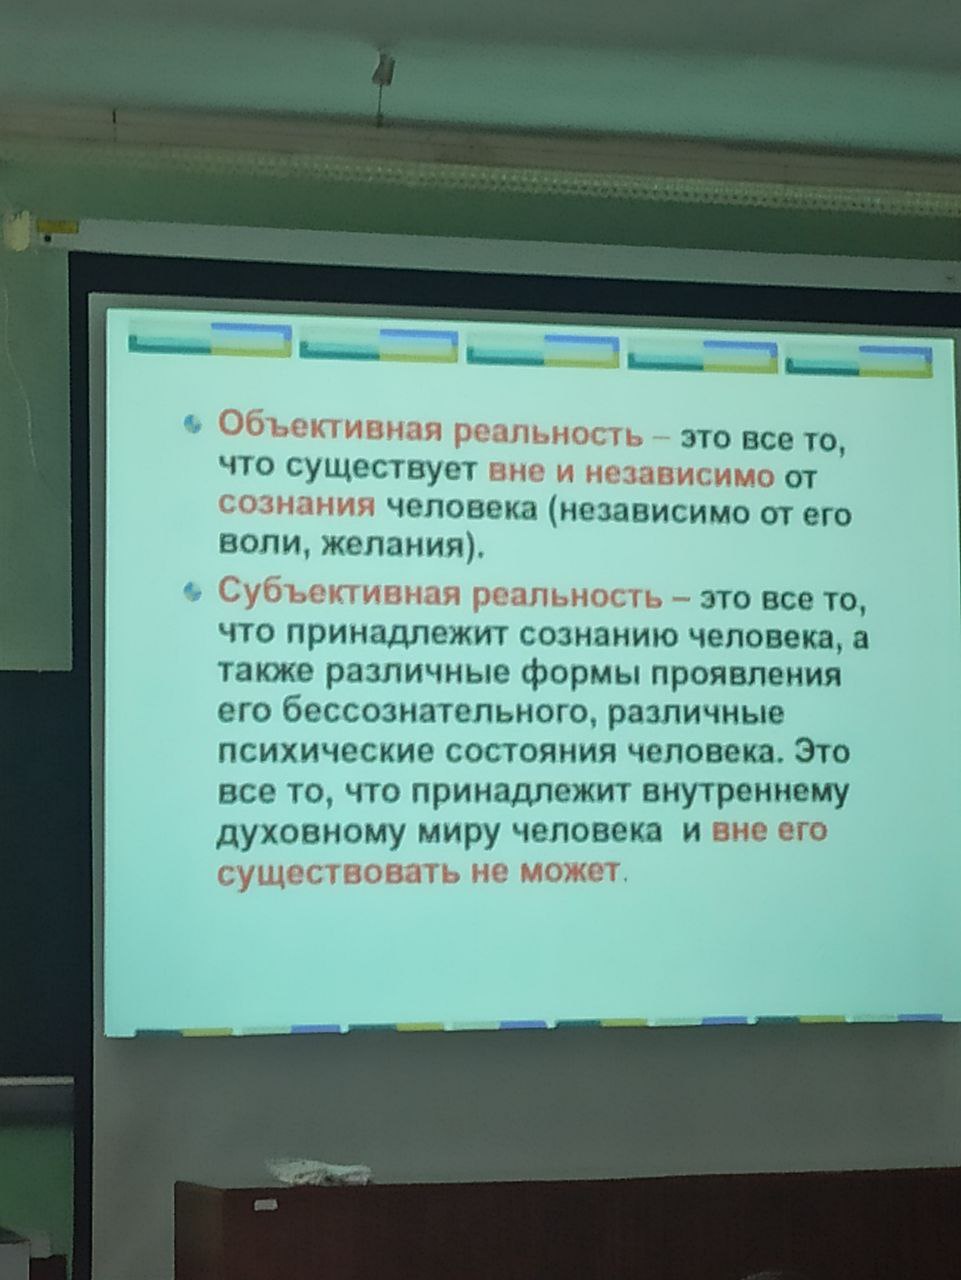 Объективная реальность – это все то,
что существует вне и независимо от
сознания человека (независимо от его
воли, желания).
Субъективная реальность – это все то,
что принадлежит сознанию человека, а
также различные формы проявления
его бессознательного, различные
психические состояния человека. Это
все то, что принадлежит внутреннему
духовному миру человека и вне его
существовать не может.